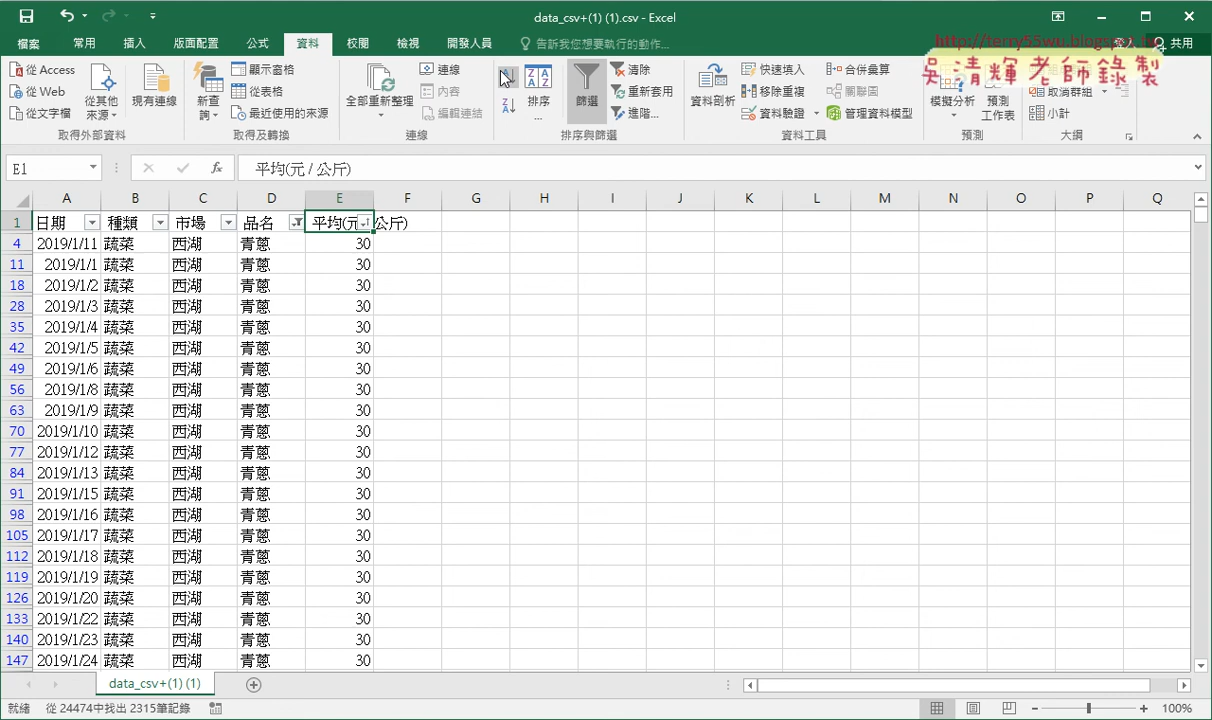 data_csv+(1) (1).csv - Excel
檔案 常用 插入 版面配置 公式 資料 校閱 檢視 開發人員 告訴我您想要執行的動作... 登入 共用
http://terry55wu.blogspot.tw
吳清輝老師錄製
從 Access 從 Web 從文字檔 從其他來源 現有連線 取得外部資料
新查詢 顯示窗格 從表格 最近使用的來源 取得及轉換
全部重新整理 連線 內容 編輯連結 連線
排序... 篩選 清除 重新套用 進階... 排序與篩選
資料剖析 快速填入 移除重複 資料驗證 合併彙算 關聯圖 管理資料模型 資料工具
模擬分析 預測工作表 預測
取消群組 小計 大綱
E1 fx 平均(元 / 公斤)
A B C D E F G H I J K L M N O P Q
1 日期 種類 市場 品名 平均(元 公斤)
4 2019/1/11 蔬菜 西湖 青蔥 30
11 2019/1/1 蔬菜 西湖 青蔥 30
18 2019/1/2 蔬菜 西湖 青蔥 30
28 2019/1/3 蔬菜 西湖 青蔥 30
35 2019/1/4 蔬菜 西湖 青蔥 30
42 2019/1/5 蔬菜 西湖 青蔥 30
49 2019/1/6 蔬菜 西湖 青蔥 30
56 2019/1/8 蔬菜 西湖 青蔥 30
63 2019/1/9 蔬菜 西湖 青蔥 30
70 2019/1/10 蔬菜 西湖 青蔥 30
77 2019/1/12 蔬菜 西湖 青蔥 30
84 2019/1/13 蔬菜 西湖 青蔥 30
91 2019/1/15 蔬菜 西湖 青蔥 30
98 2019/1/16 蔬菜 西湖 青蔥 30
105 2019/1/17 蔬菜 西湖 青蔥 30
112 2019/1/18 蔬菜 西湖 青蔥 30
119 2019/1/19 蔬菜 西湖 青蔥 30
126 2019/1/20 蔬菜 西湖 青蔥 30
133 2019/1/22 蔬菜 西湖 青蔥 30
140 2019/1/23 蔬菜 西湖 青蔥 30
147 2019/1/24 蔬菜 西湖 青蔥 30
data_csv+(1) (1)
就緒 從 24474中找出 2315筆記錄 100%